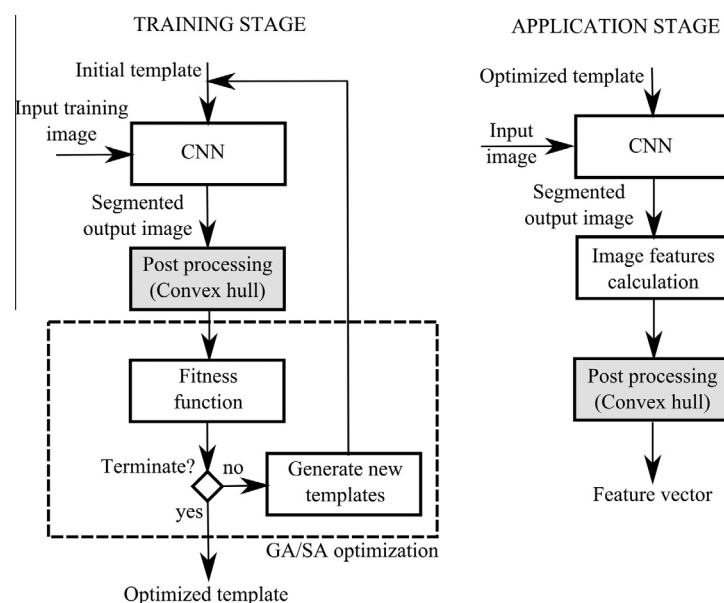 TRAINING STAGE
Initial template
Input training
image
CNN
Segmented
output image
Post processing
(Convex hull)
Fitness
function
Terminate?
no
yes
Generate new
templates
GA/SA optimization
Optimized template
APPLICATION STAGE
Optimized template
Input
image
CNN
Segmented
output image
Image features
calculation
Post processing
(Convex hull)
Feature vector